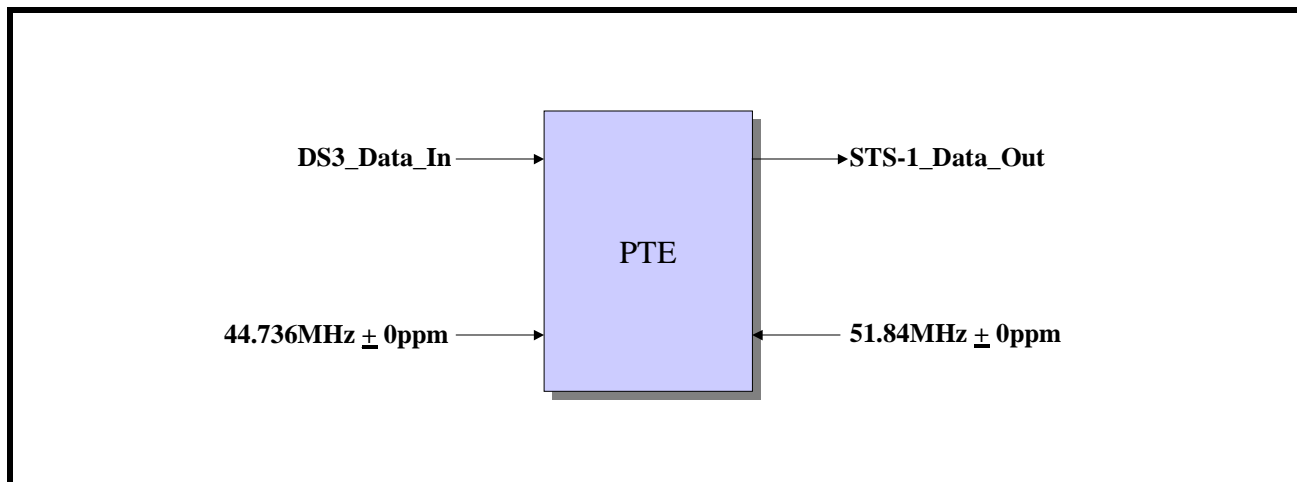 DS3_Data_In
STS-1_Data_Out
PTE
44.736MHz ± 0ppm
51.84MHz ± 0ppm